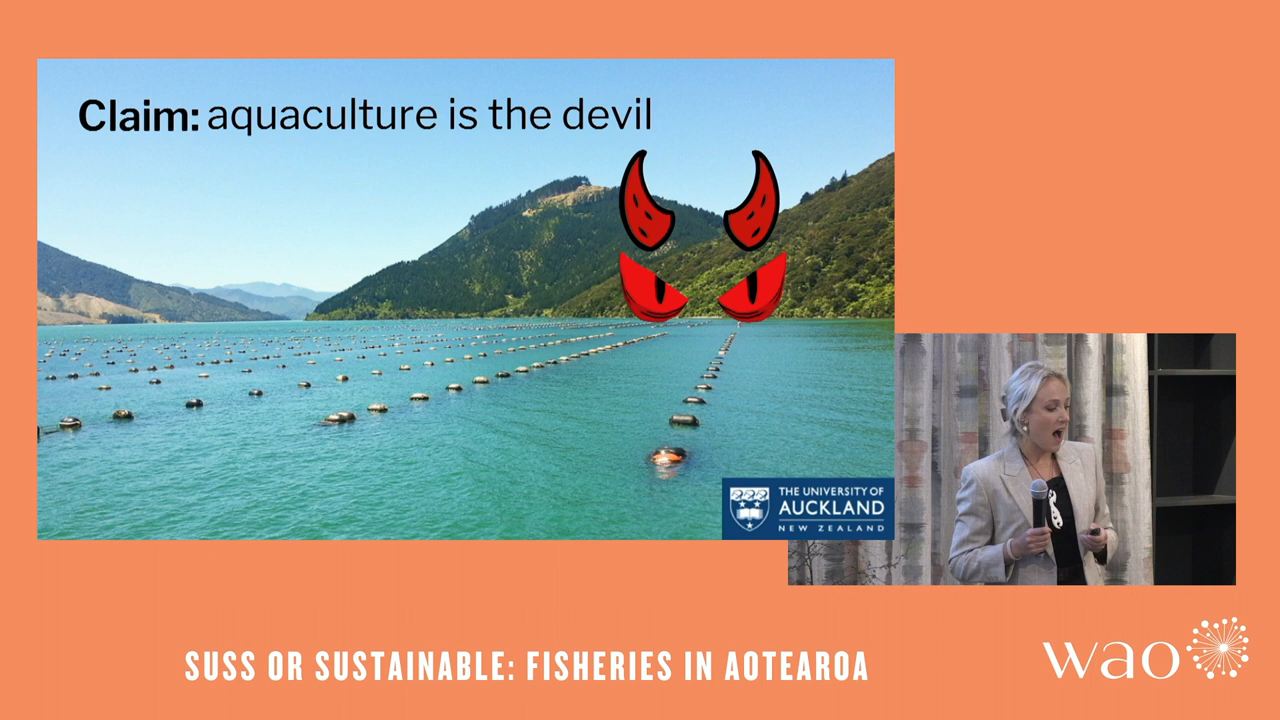 Claim: aquaculture is the devil
THE UNIVERSITY OF
AUCKLAND
NEW ZEALAND
SUSS OR SUSTAINABLE: FISHERIES IN AOTEAROA
wao